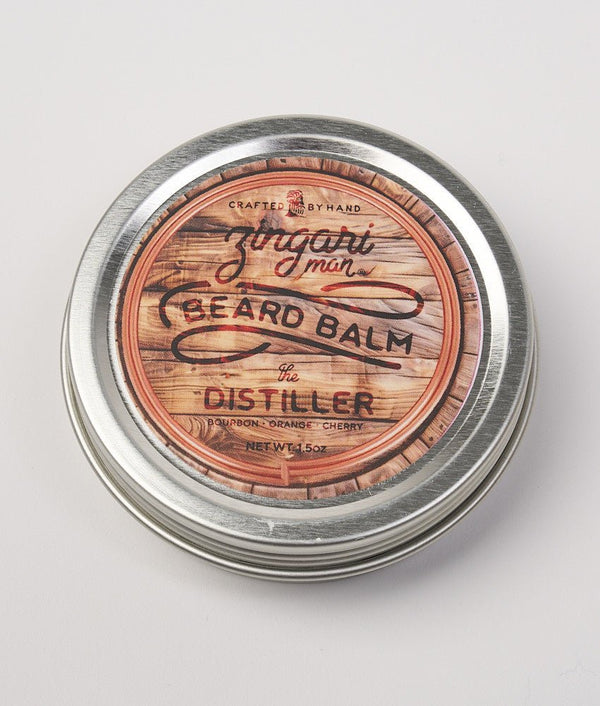 CRAFTED BY HAND
Zingari
man
BEARD BALM
the
DISTILLER
BOURBON · ORANGE · CHERRY
NET WT 1.5oz